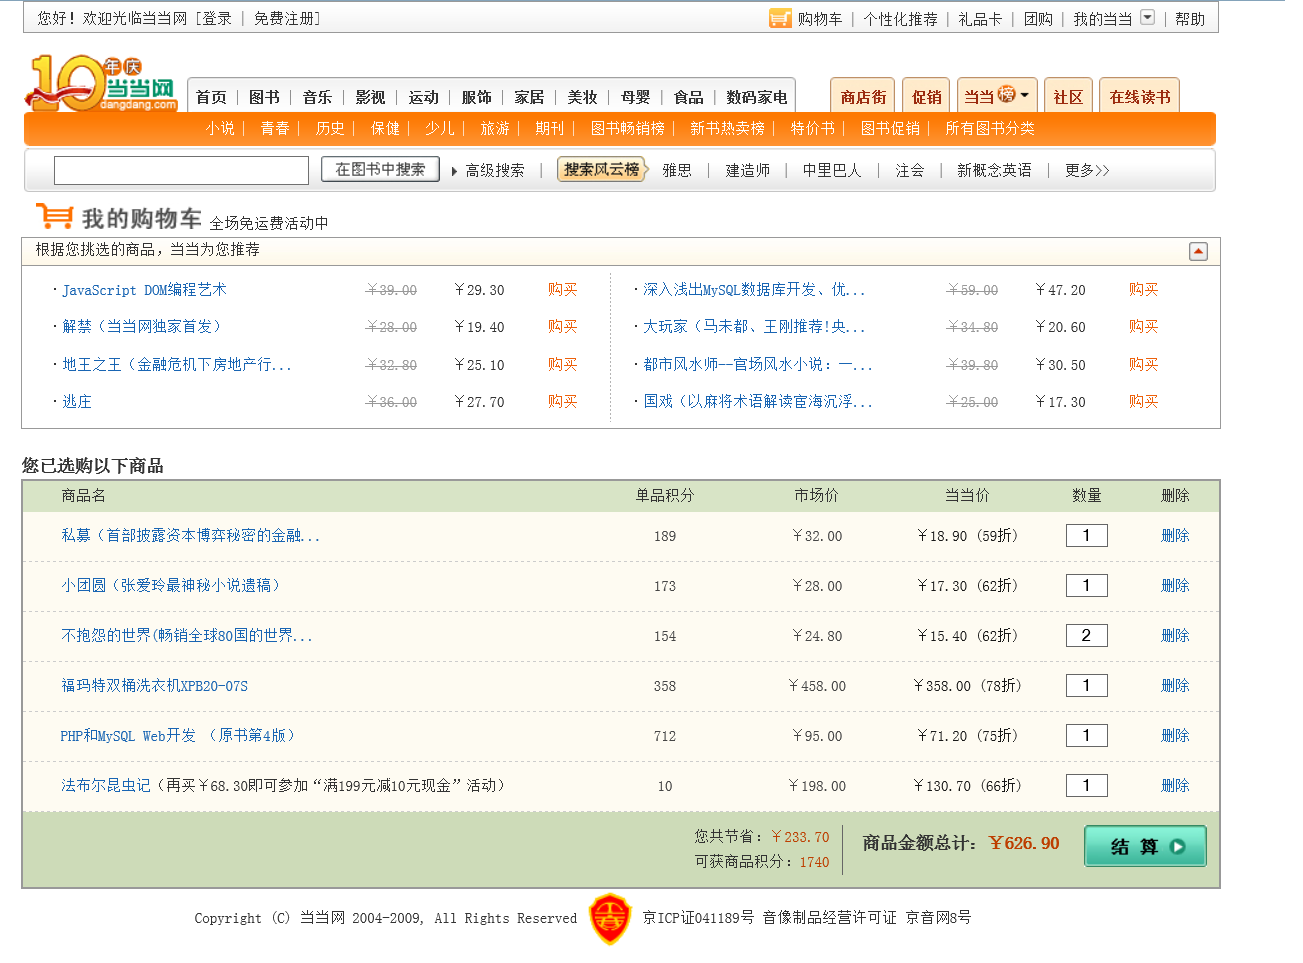 您好！欢迎光临当当网 [登录 | 免费注册]
购物车 | 个性化推荐 | 礼品卡 | 团购 | 我的当当 | 帮助
10年庆 当当网 dangdang.com
首页 | 图书 | 音乐 | 影视 | 运动 | 服饰 | 家居 | 美妆 | 母婴 | 食品 | 数码家电
商店街 促销 当当榜 社区 在线读书
小说 | 青春 | 历史 | 保健 | 少儿 | 旅游 | 期刊 | 图书畅销榜 | 新书热卖榜 | 特价书 | 图书促销 | 所有图书分类
在图书中搜索 高级搜索 | 搜索风云榜 雅思 | 建造师 | 中里巴人 | 注会 | 新概念英语 | 更多>>
我的购物车 全场免运费活动中
根据您挑选的商品，当当为您推荐
·JavaScript DOM编程艺术 ￥39.00 ￥29.30 购买
·深入浅出MySQL数据库开发、优... ￥59.00 ￥47.20 购买
·解禁（当当网独家首发） ￥28.00 ￥19.40 购买
·大玩家（马未都、王刚推荐!央... ￥34.80 ￥20.60 购买
·地王之王（金融危机下房地产行... ￥32.80 ￥25.10 购买
·都市风水师--官场风水小说：一... ￥39.80 ￥30.50 购买
·逃庄 ￥36.00 ￥27.70 购买
·国戏（以麻将术语解读宦海沉浮... ￥25.00 ￥17.30 购买
您已选购以下商品
商品名 单品积分 市场价 当当价 数量 删除
私募（首部披露资本博弈秘密的金融... 189 ￥32.00 ￥18.90 (59折) 1 删除
小团圆（张爱玲最神秘小说遗稿） 173 ￥28.00 ￥17.30 (62折) 1 删除
不抱怨的世界(畅销全球80国的世界... 154 ￥24.80 ￥15.40 (62折) 2 删除
福玛特双桶洗衣机XPB20-07S 358 ￥458.00 ￥358.00 (78折) 1 删除
PHP和MySQL Web开发 （原书第4版） 712 ￥95.00 ￥71.20 (75折) 1 删除
法布尔昆虫记（再买￥68.30即可参加“满199元减10元现金”活动） 10 ￥198.00 ￥130.70 (66折) 1 删除
您共节省：￥233.70
可获商品积分：1740
商品金额总计：￥626.90
结 算
Copyright (C) 当当网 2004-2009, All Rights Reserved 京ICP证041189号 音像制品经营许可证 京音网8号